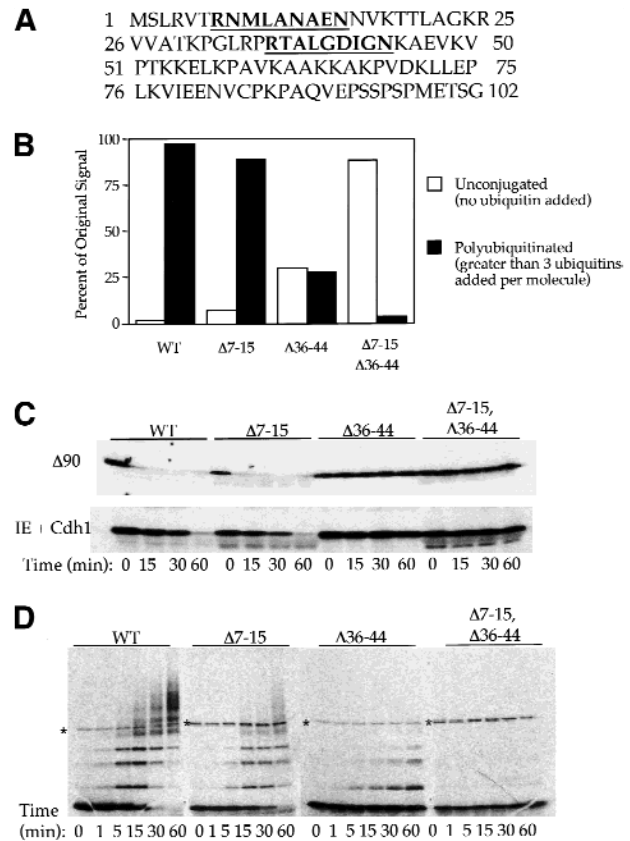 A
1 MSLRVTRNMLANAENNVKTTLAGKR 25
26 VVATKPGLRPRTALGDIGNKAEVKV 50
51 PTKKELKPAVKAAKKAKPVDKLLEP 75
76 LKVIEENVCPKPAQVEPSSPSPMETSG 102
B
Percent of Original Signal
100
75
50
25
0
WT Δ7-15 Λ36-44 Δ7-15
Δ36-44
Unconjugated
(no ubiquitin added)
Polyubiquitinated
(greater than 3 ubiquitins
added per molecule)
C
WT Δ7-15 Δ36-44 Δ7-15,
Λ36-44
Δ90
IE + Cdh1
Time (min): 0 15 30 60 0 15 30 60 0 15 30 60 0 15 30 60
D
WT Δ7-15 Λ36-44 Δ7-15,
Δ36-44
* * * *
Time
(min): 0 1 5 15 30 60 0 1 5 15 30 60 0 1 5 15 30 60 0 1 5 15 30 60